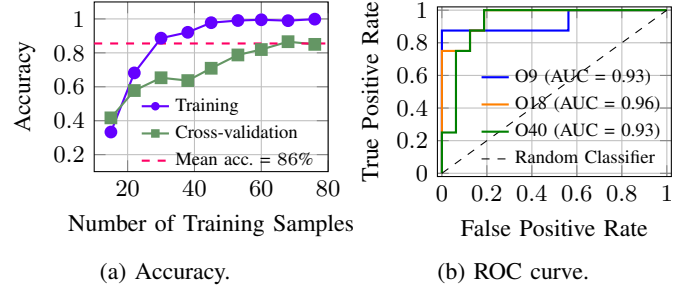 1
0.8
0.6
0.4
0.2
20
40
60
80
Accuracy
Number of Training Samples
Training
Cross-validation
Mean acc. = 86%
(a) Accuracy.
1
0.8
0.6
0.4
0.2
0
0
0.2
0.4
0.6
0.8
1
True Positive Rate
False Positive Rate
O9 (AUC = 0.93)
O18 (AUC = 0.96)
O40 (AUC = 0.93)
Random Classifier
(b) ROC curve.